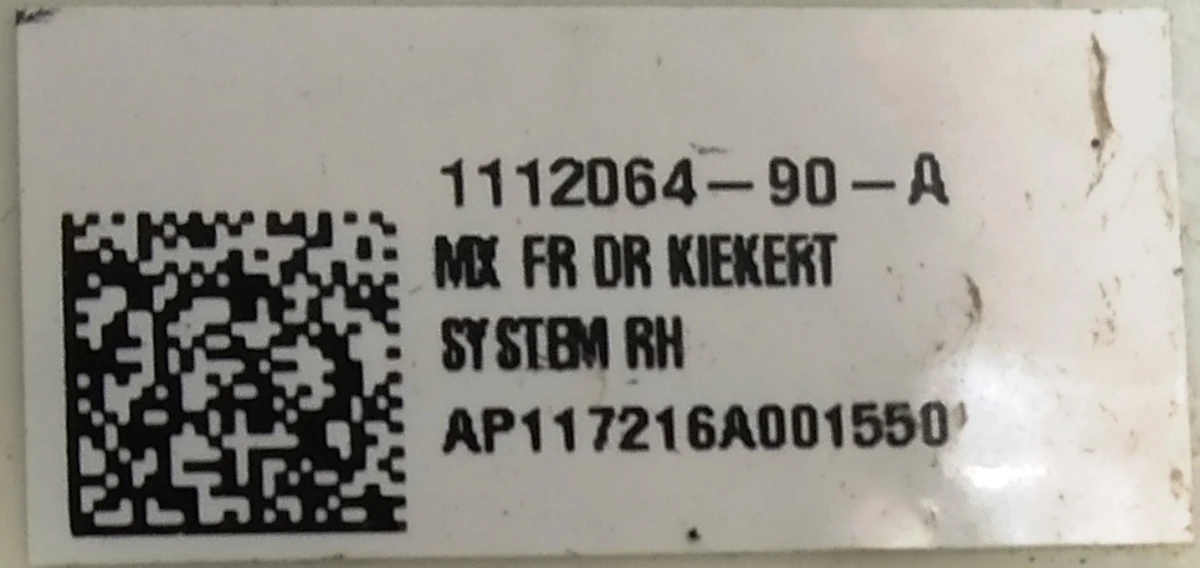 1112064-90-A
MX FR DR KIEKERT
SYSTEM RH
AP117216A001550